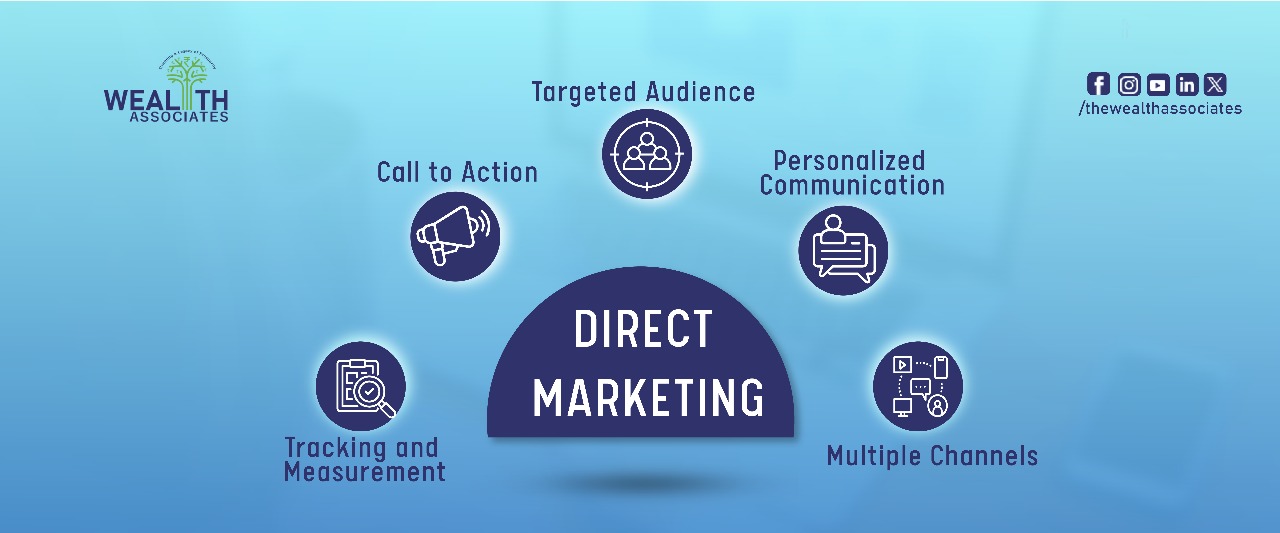 WEALTH
ASSOCIATES
/thewealthassociates
Targeted Audience
Call to Action
Personalized
Communication
DIRECT
MARKETING
Tracking and
Measurement
Multiple Channels